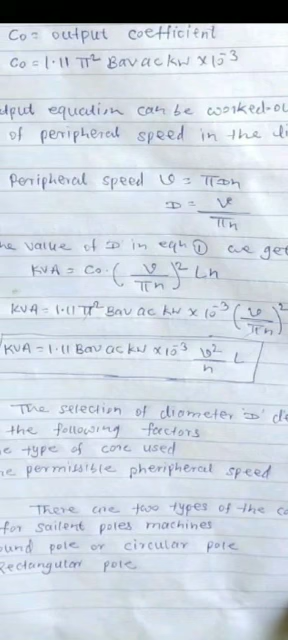 Co = output coefficient
Co = 1.11 π² Bav ac kw × 10⁻³
equation can be worked-ou
of peripheral speed in the li
Peripheral speed v = πDn
D = v/πn
value of D in eqn ① we get
KVA = Co. (v/πn)² Ln
KVA = 1.11 π² Bav ac kw × 10⁻³ (v/πn)²
KVA = 1.11 Bav ac kw × 10⁻³ v²/n L
The selection of diameter 'D' de
the following factors
type of core used
permissible pheripheral speed
There are two types of the
for sailent poles machines
ound pole or circular pole
Rectangular pole